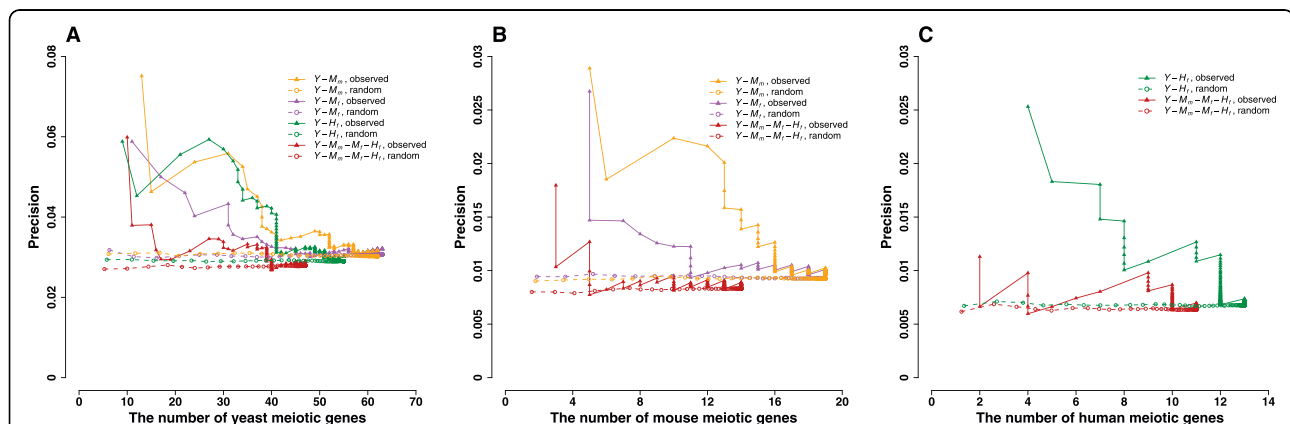 A
Precision
0.08
0.06
0.04
0.02
0
Y−Mm, observed
Y−Mm, random
Y−Mf, observed
Y−Mf, random
Y−Hf, observed
Y−Hf, random
Y−Mm−Mf−Hf, observed
Y−Mm−Mf−Hf, random
0 10 20 30 40 50 60 70
The number of yeast meiotic genes
B
Precision
0.03
0.025
0.02
0.015
0.01
0.005
0
Y−Mm, observed
Y−Mm, random
Y−Mf, observed
Y−Mf, random
Y−Mm−Mf−Hf, observed
Y−Mm−Mf−Hf, random
0 4 8 12 16 20
The number of mouse meiotic genes
C
Precision
0.03
0.025
0.02
0.015
0.01
0.005
0
Y−Hf, observed
Y−Hf, random
Y−Mm−Mf−Hf, observed
Y−Mm−Mf−Hf, random
0 2 4 6 8 10 12 14
The number of human meiotic genes